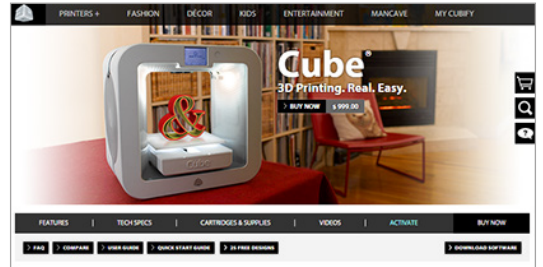 PRINTERS + FASHION DÉCOR KIDS ENTERTAINMENT MANCAVE MY CUBIFY
Cube®
3D Printing. Real. Easy.
> BUY NOW $ 999.00
&
Cube
FEATURES | TECH SPECS | CARTRIDGES & SUPPLIES | VIDEOS | ACTIVATE BUY NOW
> FAQ > COMPARE > USER GUIDE > QUICK START GUIDE > 25 FREE DESIGNS > DOWNLOAD SOFTWARE